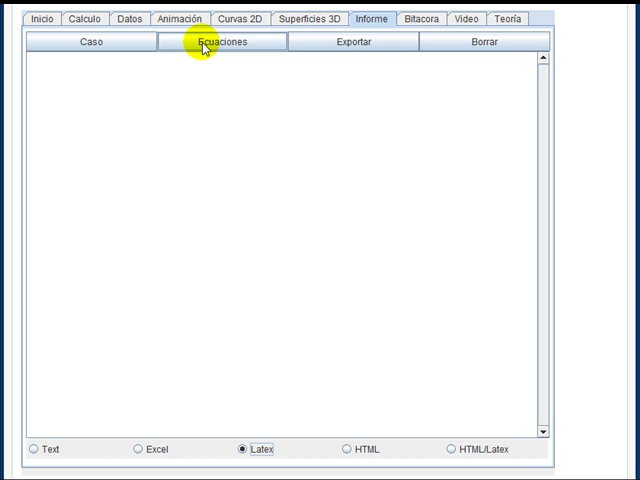 Inicio Calculo Datos Animación Curvas 2D Superficies 3D Informe Bitacora Video Teoría
Caso Ecuaciones Exportar Borrar
Text Excel Latex HTML HTML/Latex